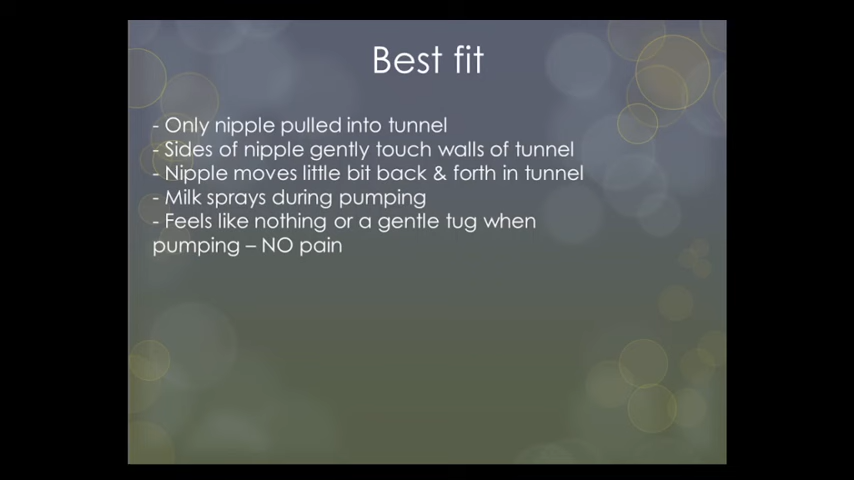 Best fit
- Only nipple pulled into tunnel
- Sides of nipple gently touch walls of tunnel
- Nipple moves little bit back & forth in tunnel
- Milk sprays during pumping
- Feels like nothing or a gentle tug when
pumping – NO pain